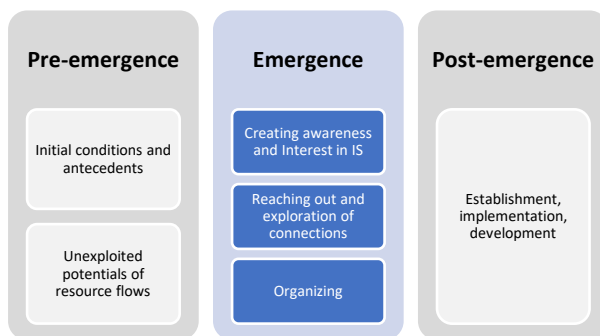 Pre-emergence
Initial conditions and
antecedents
Unexploited
potentials of
resource flows
Emergence
Creating awareness
and Interest in IS
Reaching out and
exploration of
connections
Organizing
Post-emergence
Establishment,
implementation,
development